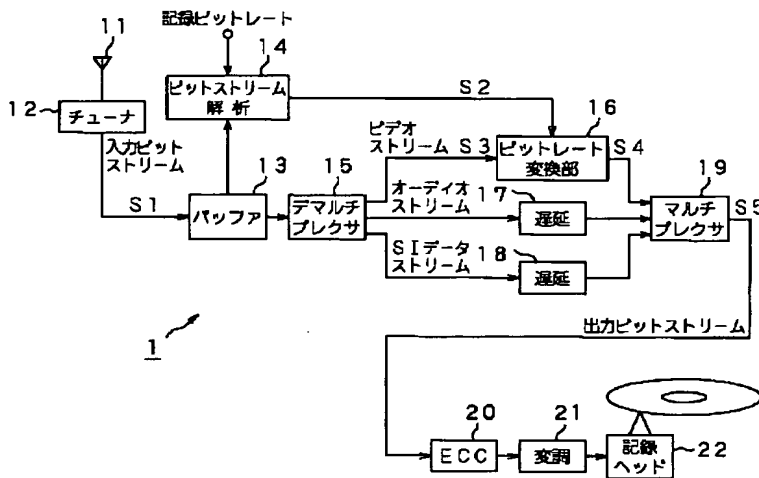 記録ビットレート
11
14
12
チューナ
ビットストリーム
解析
S2
16
入力ビット
ストリーム
ビデオ
ストリーム
S3
ビットレート
変換部
S4
13
15
オーディオ
ストリーム
17
19
S1
バッファ
デマルチ
プレクサ
遅延
マルチ
プレクサ
S5
SIデータ
ストリーム
18
遅延
出力ビットストリーム
1
20
21
ECC
変調
記録
ヘッド
22